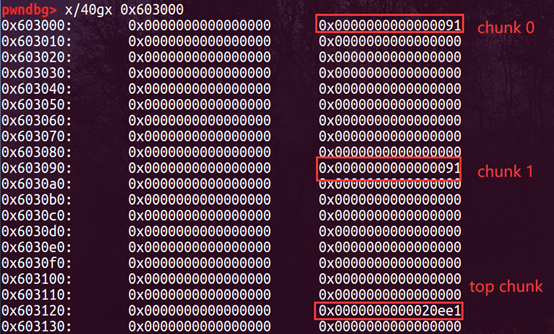 pwndbg> x/40gx 0x603000
0x603000: 0x0000000000000000 0x0000000000000091 chunk 0
0x603010: 0x0000000000000000 0x0000000000000000
0x603020: 0x0000000000000000 0x0000000000000000
0x603030: 0x0000000000000000 0x0000000000000000
0x603040: 0x0000000000000000 0x0000000000000000
0x603050: 0x0000000000000000 0x0000000000000000
0x603060: 0x0000000000000000 0x0000000000000000
0x603070: 0x0000000000000000 0x0000000000000000
0x603080: 0x0000000000000000 0x0000000000000000
0x603090: 0x0000000000000000 0x0000000000000091 chunk 1
0x6030a0: 0x0000000000000000 0x0000000000000000
0x6030b0: 0x0000000000000000 0x0000000000000000
0x6030c0: 0x0000000000000000 0x0000000000000000
0x6030d0: 0x0000000000000000 0x0000000000000000
0x6030e0: 0x0000000000000000 0x0000000000000000
0x6030f0: 0x0000000000000000 0x0000000000000000
0x603100: 0x0000000000000000 0x0000000000000000 top chunk
0x603110: 0x0000000000000000 0x0000000000000000
0x603120: 0x0000000000000000 0x0000000000020ee1
0x603130: 0x0000000000000000 0x0000000000000000